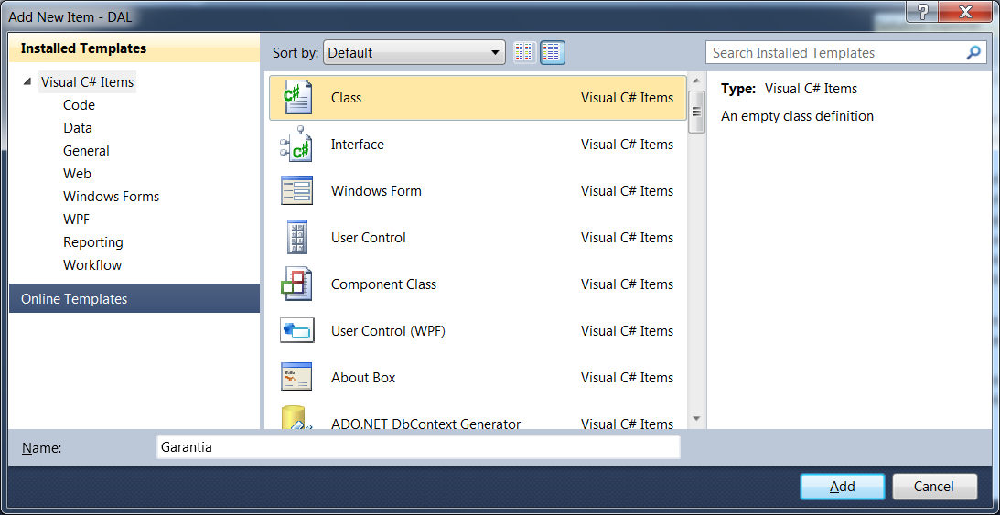 Add New Item - DAL
Installed Templates
Visual C# Items
Code
Data
General
Web
Windows Forms
WPF
Reporting
Workflow
Online Templates
Sort by: Default
Search Installed Templates
Class Visual C# Items
Interface Visual C# Items
Windows Form Visual C# Items
User Control Visual C# Items
Component Class Visual C# Items
User Control (WPF) Visual C# Items
About Box Visual C# Items
ADO.NET DbContext Generator Visual C# Items
Type: Visual C# Items
An empty class definition
Name: Garantia
Add Cancel